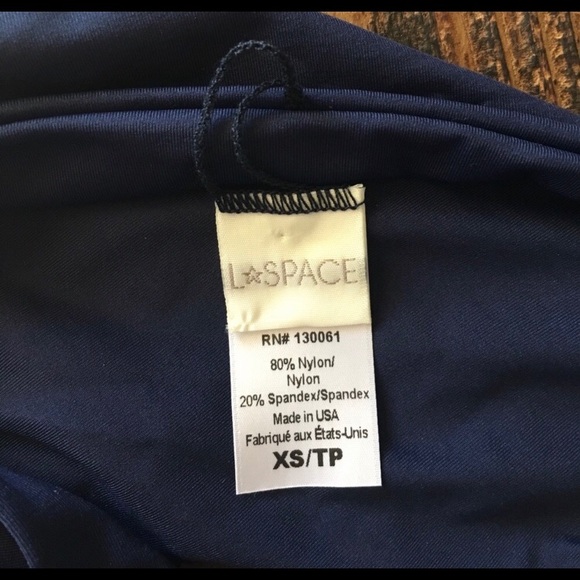 L☆SPACE
RN# 130061
80% Nylon/
Nylon
20% Spandex/Spandex
Made in USA
Fabriqué aux États-Unis
XS/TP